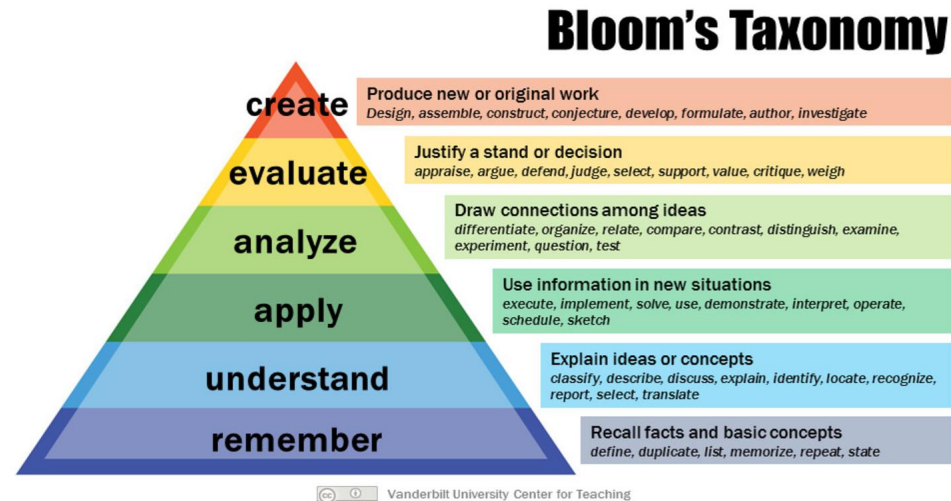 Bloom's Taxonomy
create
Produce new or original work
Design, assemble, construct, conjecture, develop, formulate, author, investigate
evaluate
Justify a stand or decision
appraise, argue, defend, judge, select, support, value, critique, weigh
analyze
Draw connections among ideas
differentiate, organize, relate, compare, contrast, distinguish, examine,
experiment, question, test
apply
Use information in new situations
execute, implement, solve, use, demonstrate, interpret, operate,
schedule, sketch
understand
Explain ideas or concepts
classify, describe, discuss, explain, identify, locate, recognize,
report, select, translate
remember
Recall facts and basic concepts
define, duplicate, list, memorize, repeat, state
cc Vanderbilt University Center for Teaching